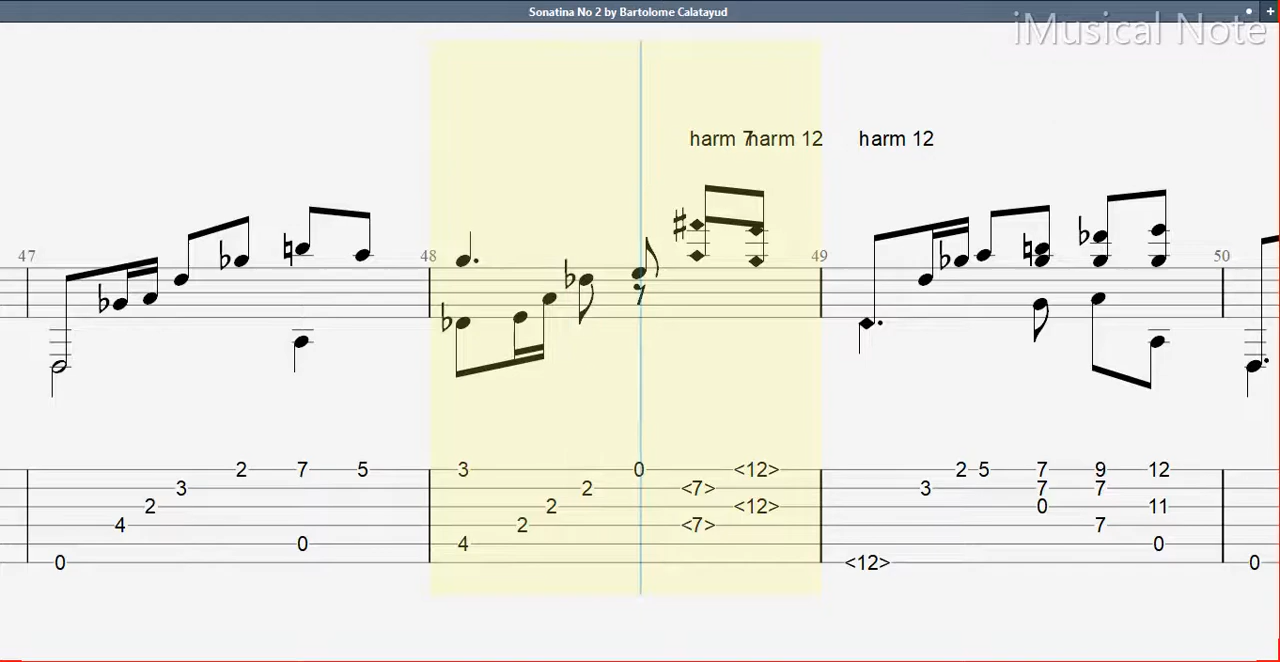 Sonatina No 2 by Bartolome Calatayud
iMusical Note
harm 7 harm 12 harm 12
47 48 49 50
2 7 5 3 0 <12> 2 5 7 9 12
3 2 <7> 3 7 7
2 2 <12> 0 11
4 2 <7> 7
0 4 0
0 <12> 0